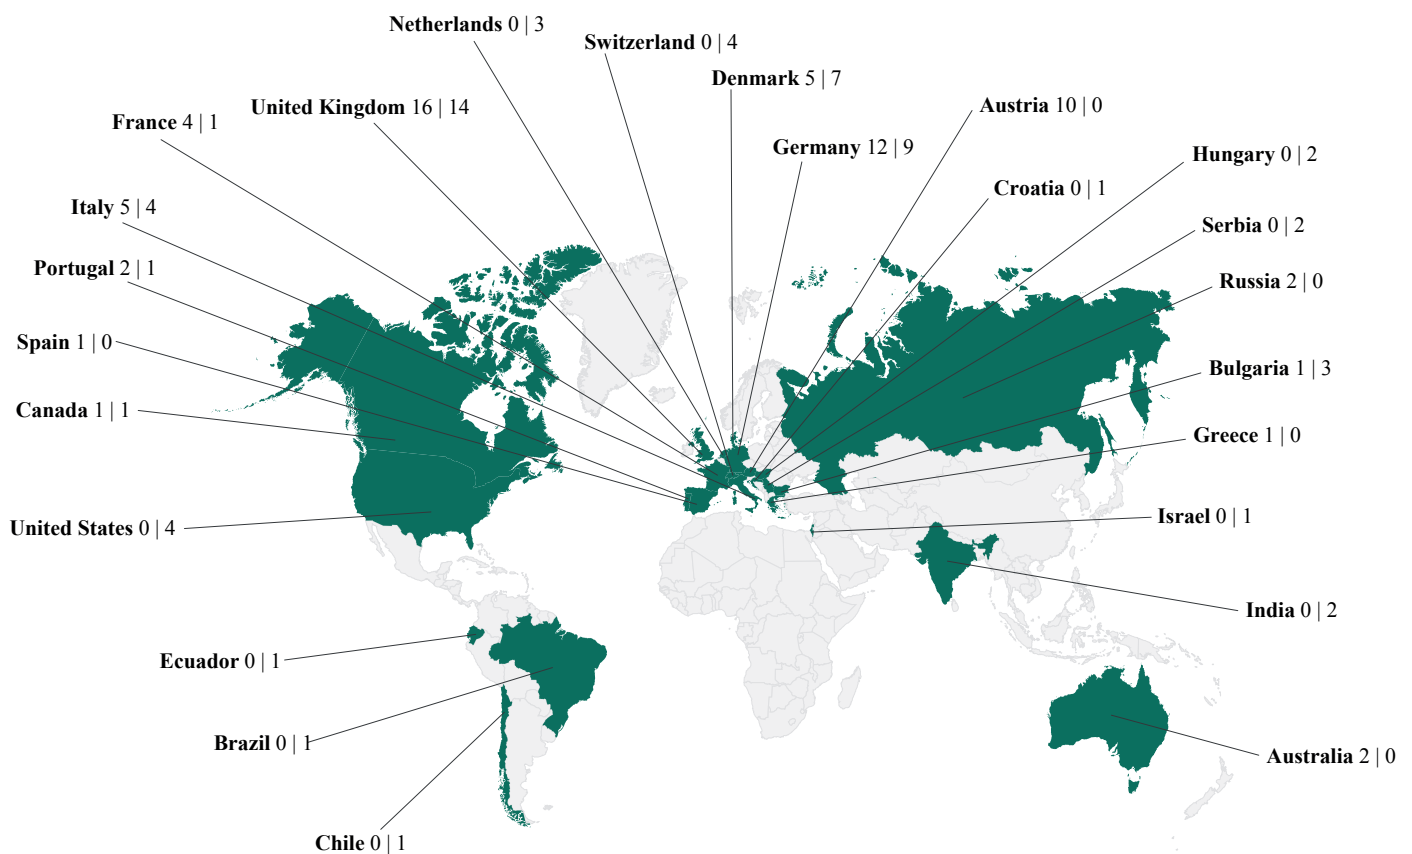 Netherlands 0 | 3
Switzerland 0 | 4
Denmark 5 | 7
United Kingdom 16 | 14
Austria 10 | 0
France 4 | 1
Germany 12 | 9
Hungary 0 | 2
Croatia 0 | 1
Italy 5 | 4
Serbia 0 | 2
Portugal 2 | 1
Russia 2 | 0
Spain 1 | 0
Bulgaria 1 | 3
Canada 1 | 1
Greece 1 | 0
Israel 0 | 1
United States 0 | 4
India 0 | 2
Ecuador 0 | 1
Brazil 0 | 1
Australia 2 | 0
Chile 0 | 1